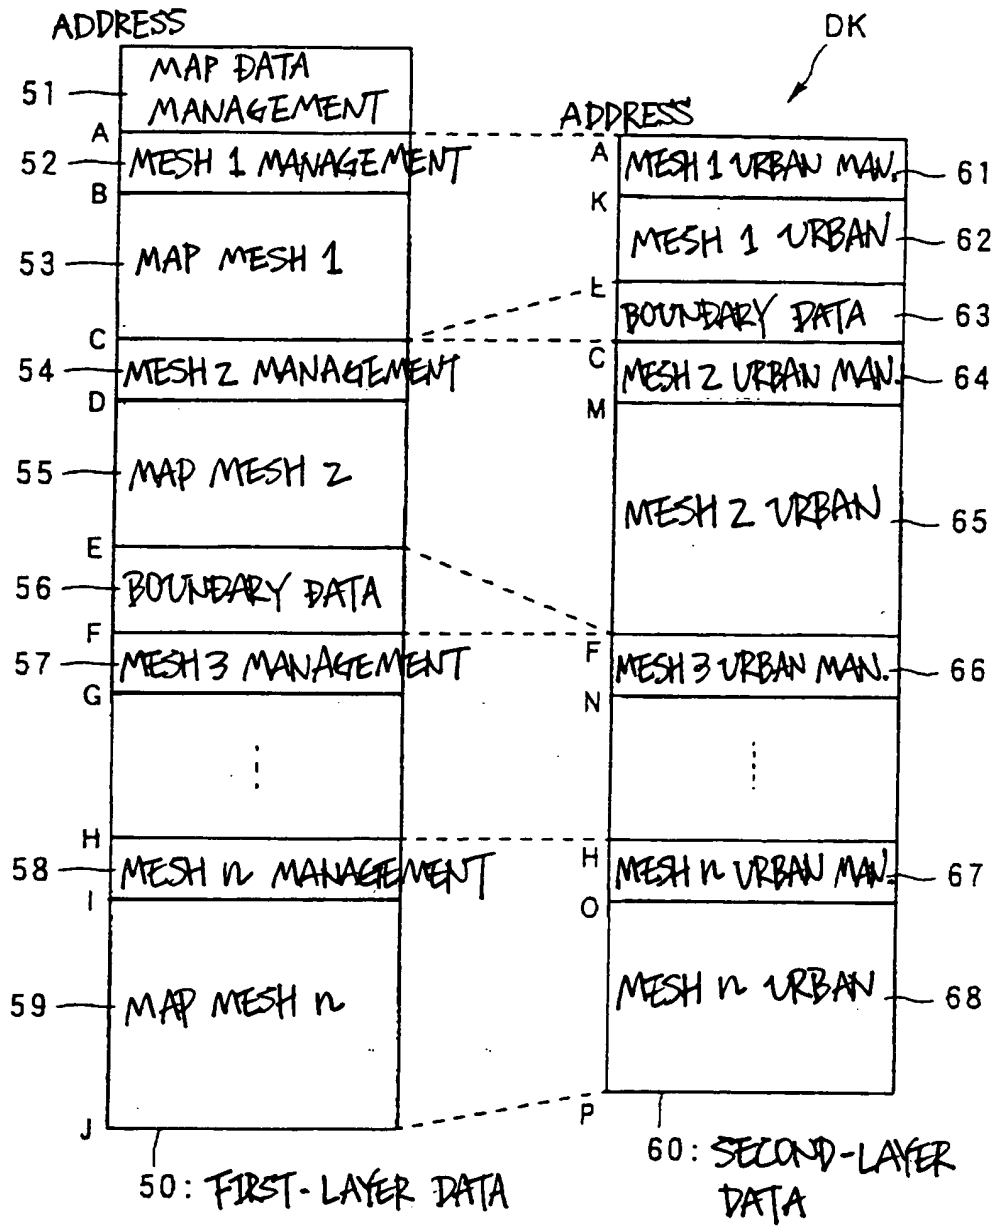 ADDRESS
DK
51
MAP DATA
MANAGEMENT
ADDRESS
A
52
MESH 1 MANAGEMENT
B
53
MAP MESH 1
C
54
MESH 2 MANAGEMENT
D
55
MAP MESH 2
E
56
BOUNDARY DATA
F
57
MESH 3 MANAGEMENT
G
H
58
MESH n MANAGEMENT
I
59
MAP MESH n
J
50: FIRST-LAYER DATA
A
MESH 1 URBAN MAN.
61
K
MESH 1 URBAN
62
L
BOUNDARY DATA
63
C
MESH 2 URBAN MAN.
64
M
MESH 2 URBAN
65
F
MESH 3 URBAN MAN.
66
N
H
MESH n URBAN MAN.
67
O
MESH n URBAN
68
P
60: SECOND-LAYER
DATA